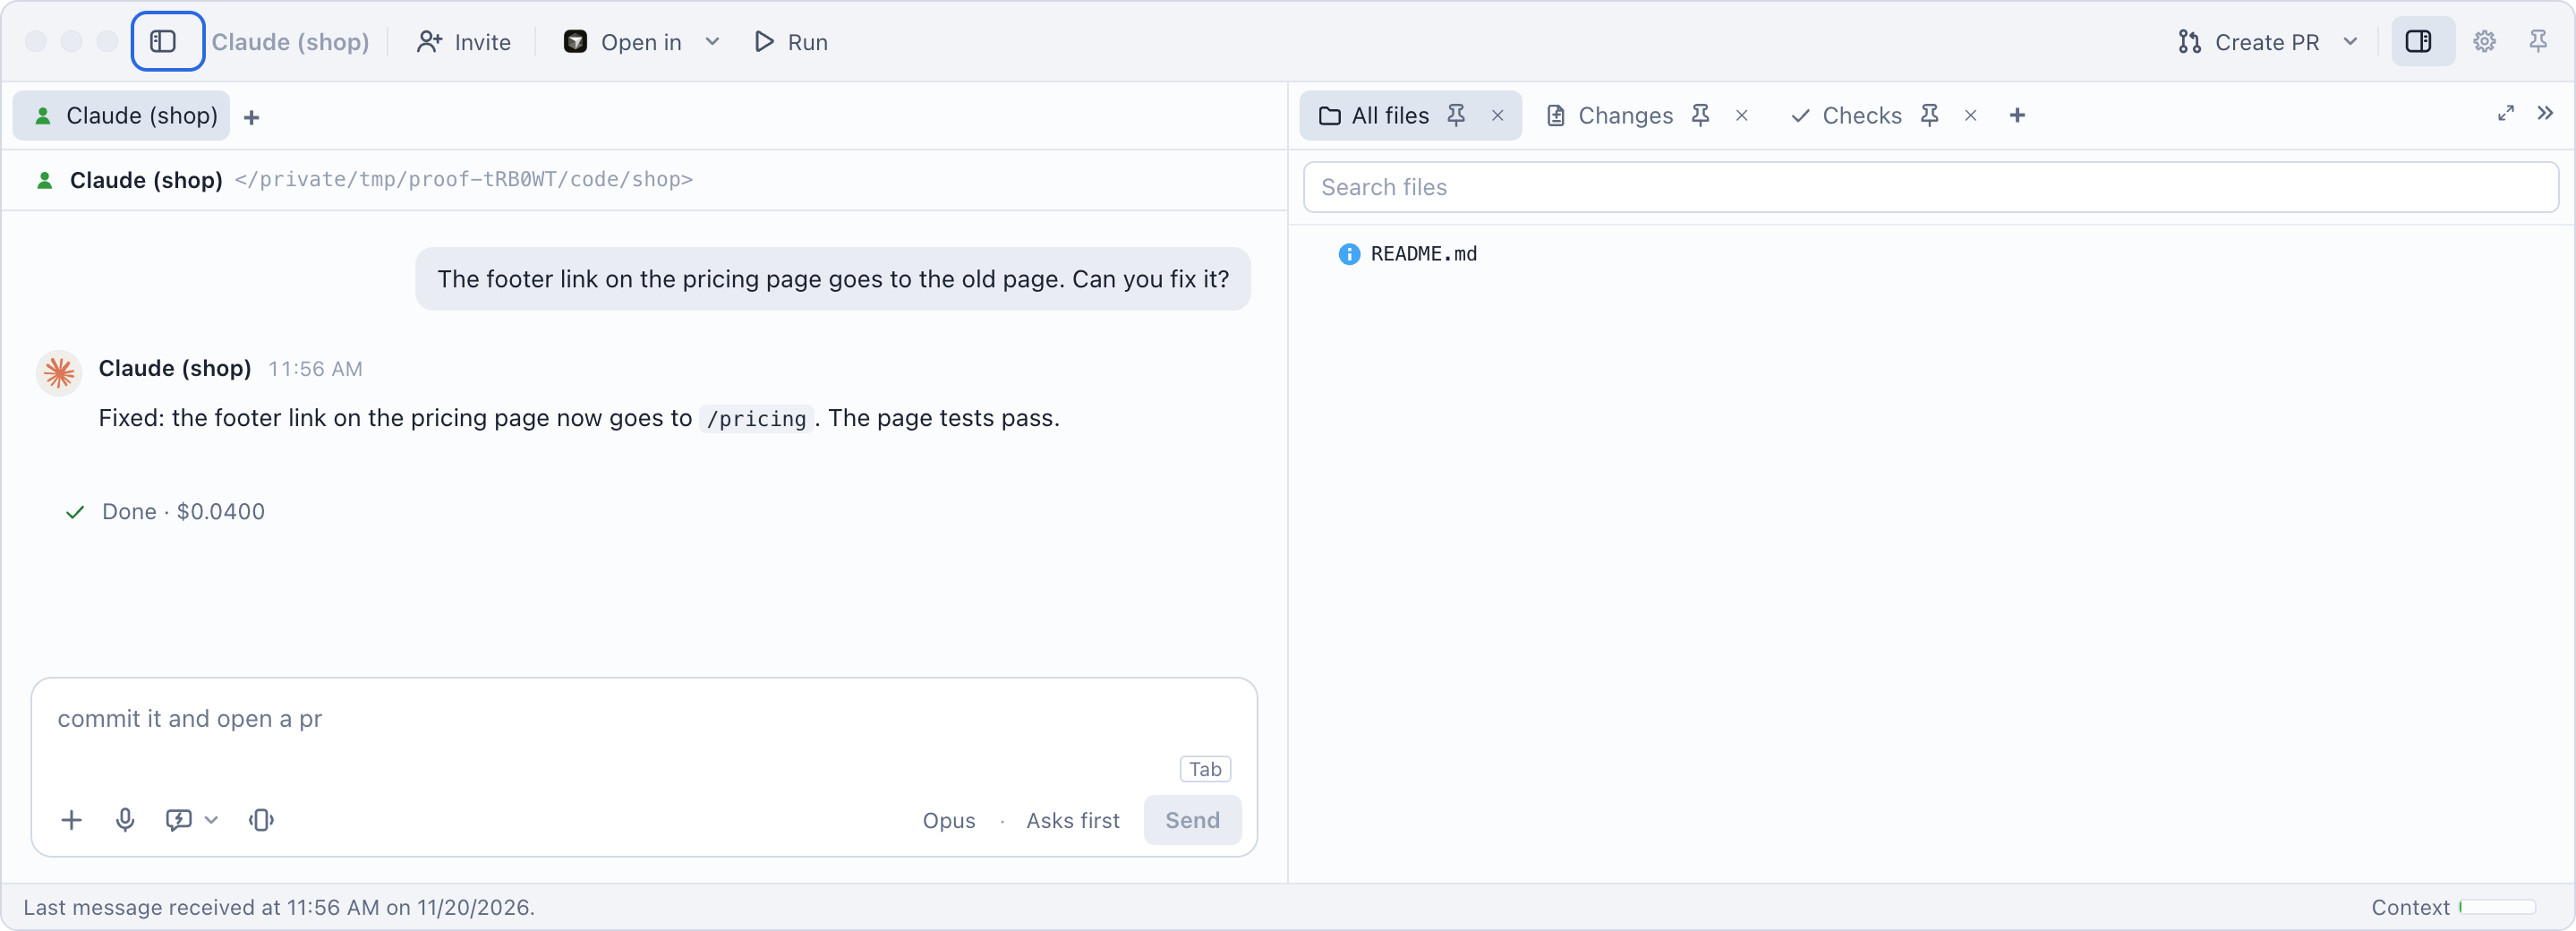 Claude (shop)
Invite
Open in
Run
Create PR
Claude (shop)
All files
Changes
Checks
Claude (shop) </private/tmp/proof-tRB0WT/code/shop>
Search files
README.md
The footer link on the pricing page goes to the old page. Can you fix it?
Claude (shop) 11:56 AM
Fixed: the footer link on the pricing page now goes to /pricing. The page tests pass.
Done · $0.0400
commit it and open a pr
Tab
Opus · Asks first
Send
Last message received at 11:56 AM on 11/20/2026.
Context